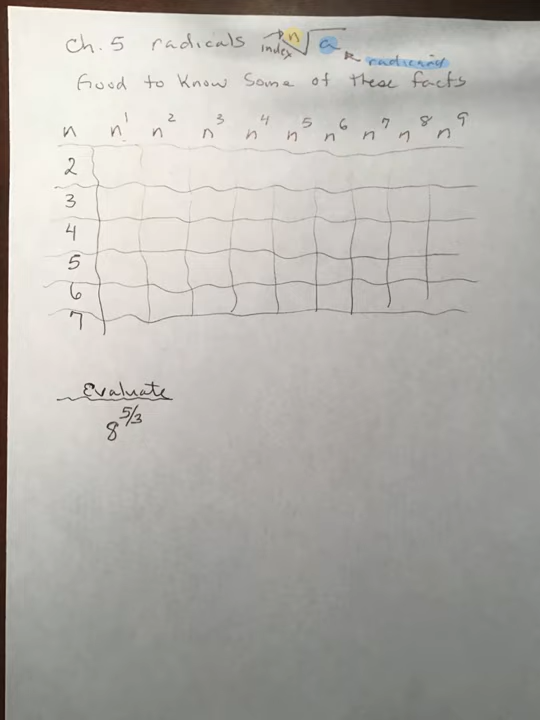 Ch. 5 radicals index n√a radicand
Good to know some of these facts
n n¹ n² n³ n⁴ n⁵ n⁶ n⁷ n⁸ n⁹
2
3
4
5
6
7
Evaluate
8^5/3